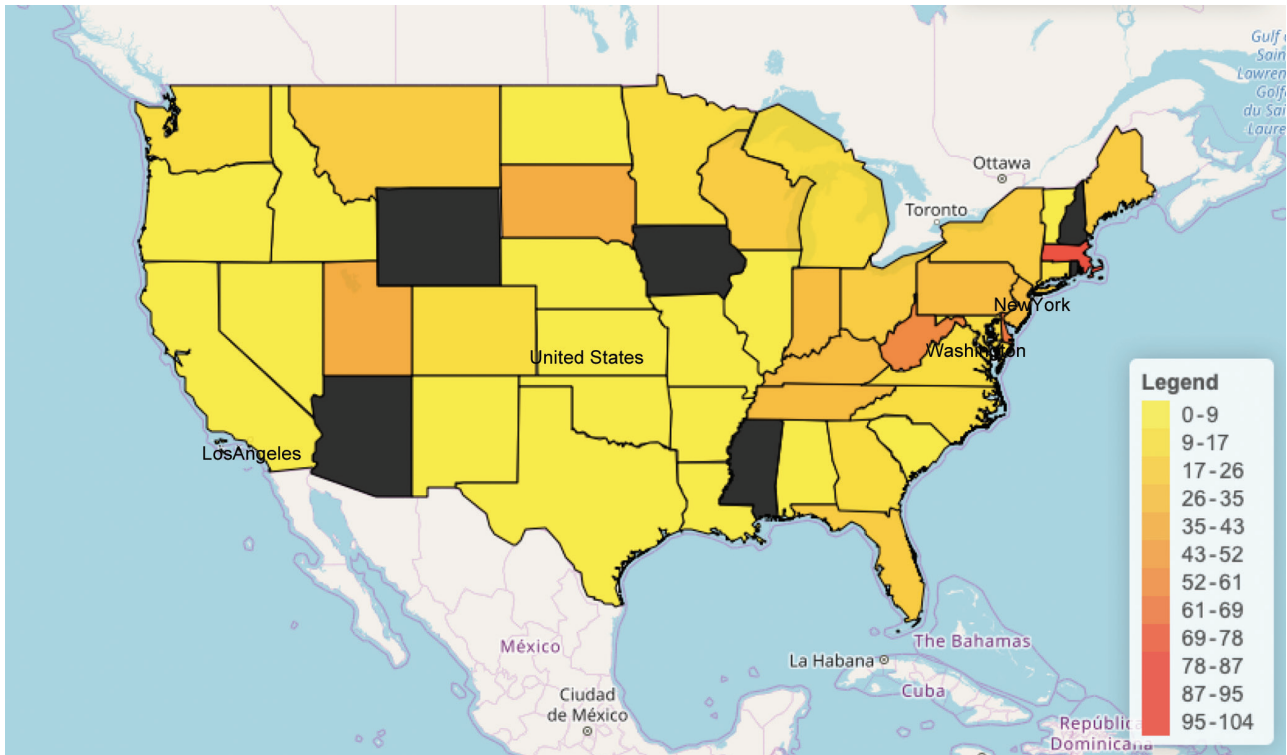 Gulf
Sain
Lawren
Golf
du Sai
Laure
Ottawa
Toronto
NewYork
Washington
United States
LosAngeles
Legend
0-9
9-17
17-26
26-35
35-43
43-52
52-61
61-69
69-78
78-87
87-95
95-104
The Bahamas
México
La Habana
Cuba
Ciudad
de México
Repúblic
Dominicana